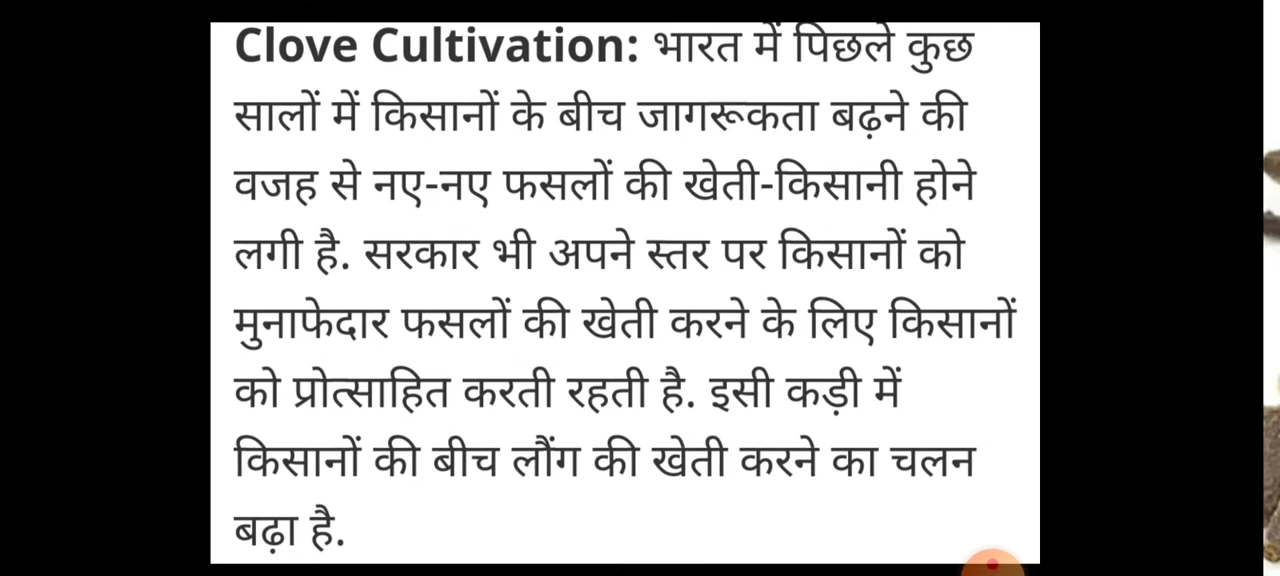 Clove Cultivation: भारत में पिछले कुछ
सालों में किसानों के बीच जागरूकता बढ़ने की
वजह से नए-नए फसलों की खेती-किसानी होने
लगी है. सरकार भी अपने स्तर पर किसानों को
मुनाफेदार फसलों की खेती करने के लिए किसानों
को प्रोत्साहित करती रहती है. इसी कड़ी में
किसानों की बीच लौंग की खेती करने का चलन
बढ़ा है.